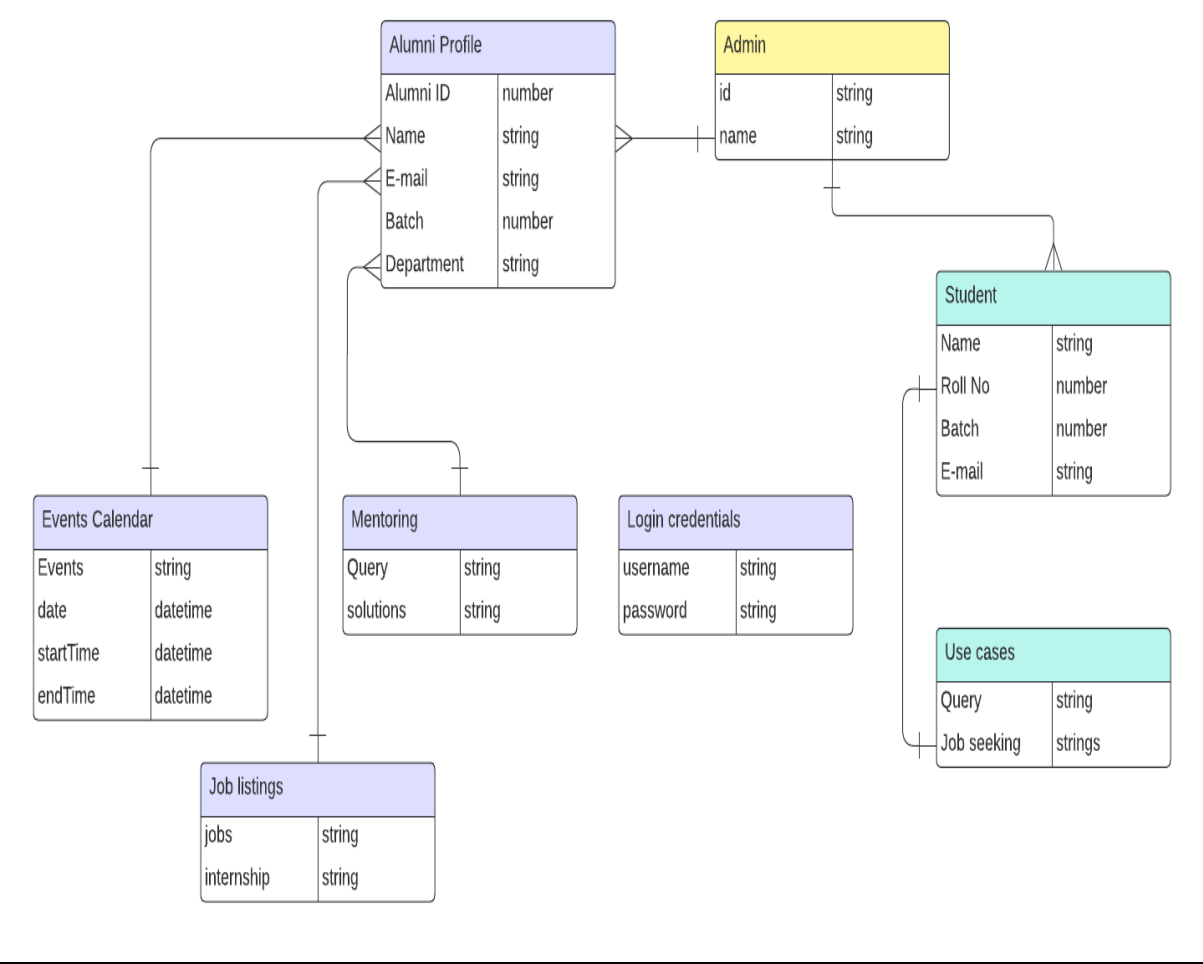 Alumni Profile
Alumni ID number
Name string
E-mail string
Batch number
Department string
Admin
id string
name string
Student
Name string
Roll No number
Batch number
E-mail string
Events Calendar
Events string
date datetime
startTime datetime
endTime datetime
Mentoring
Query string
solutions string
Login credentials
username string
password string
Use cases
Query string
Job seeking strings
Job listings
jobs string
internship string